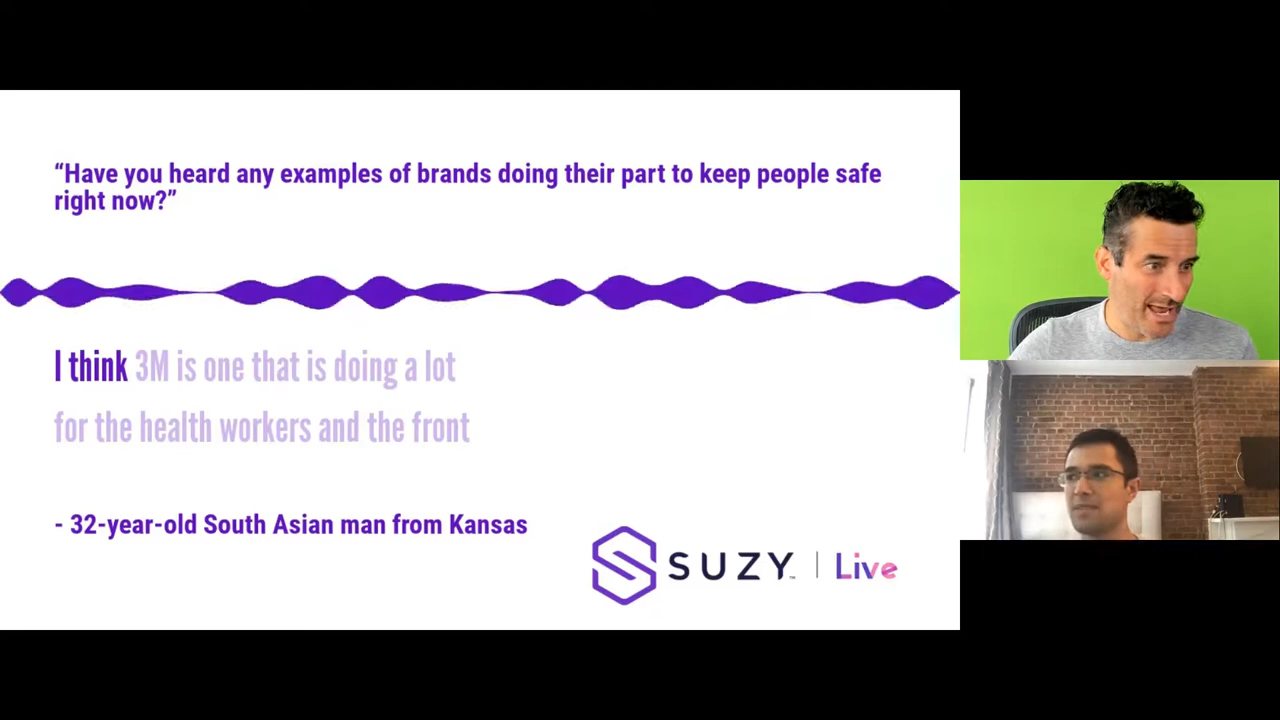 “Have you heard any examples of brands doing their part to keep people safe
right now?”
I think 3M is one that is doing a lot
for the health workers and the front
- 32-year-old South Asian man from Kansas
SUZY™ | Live